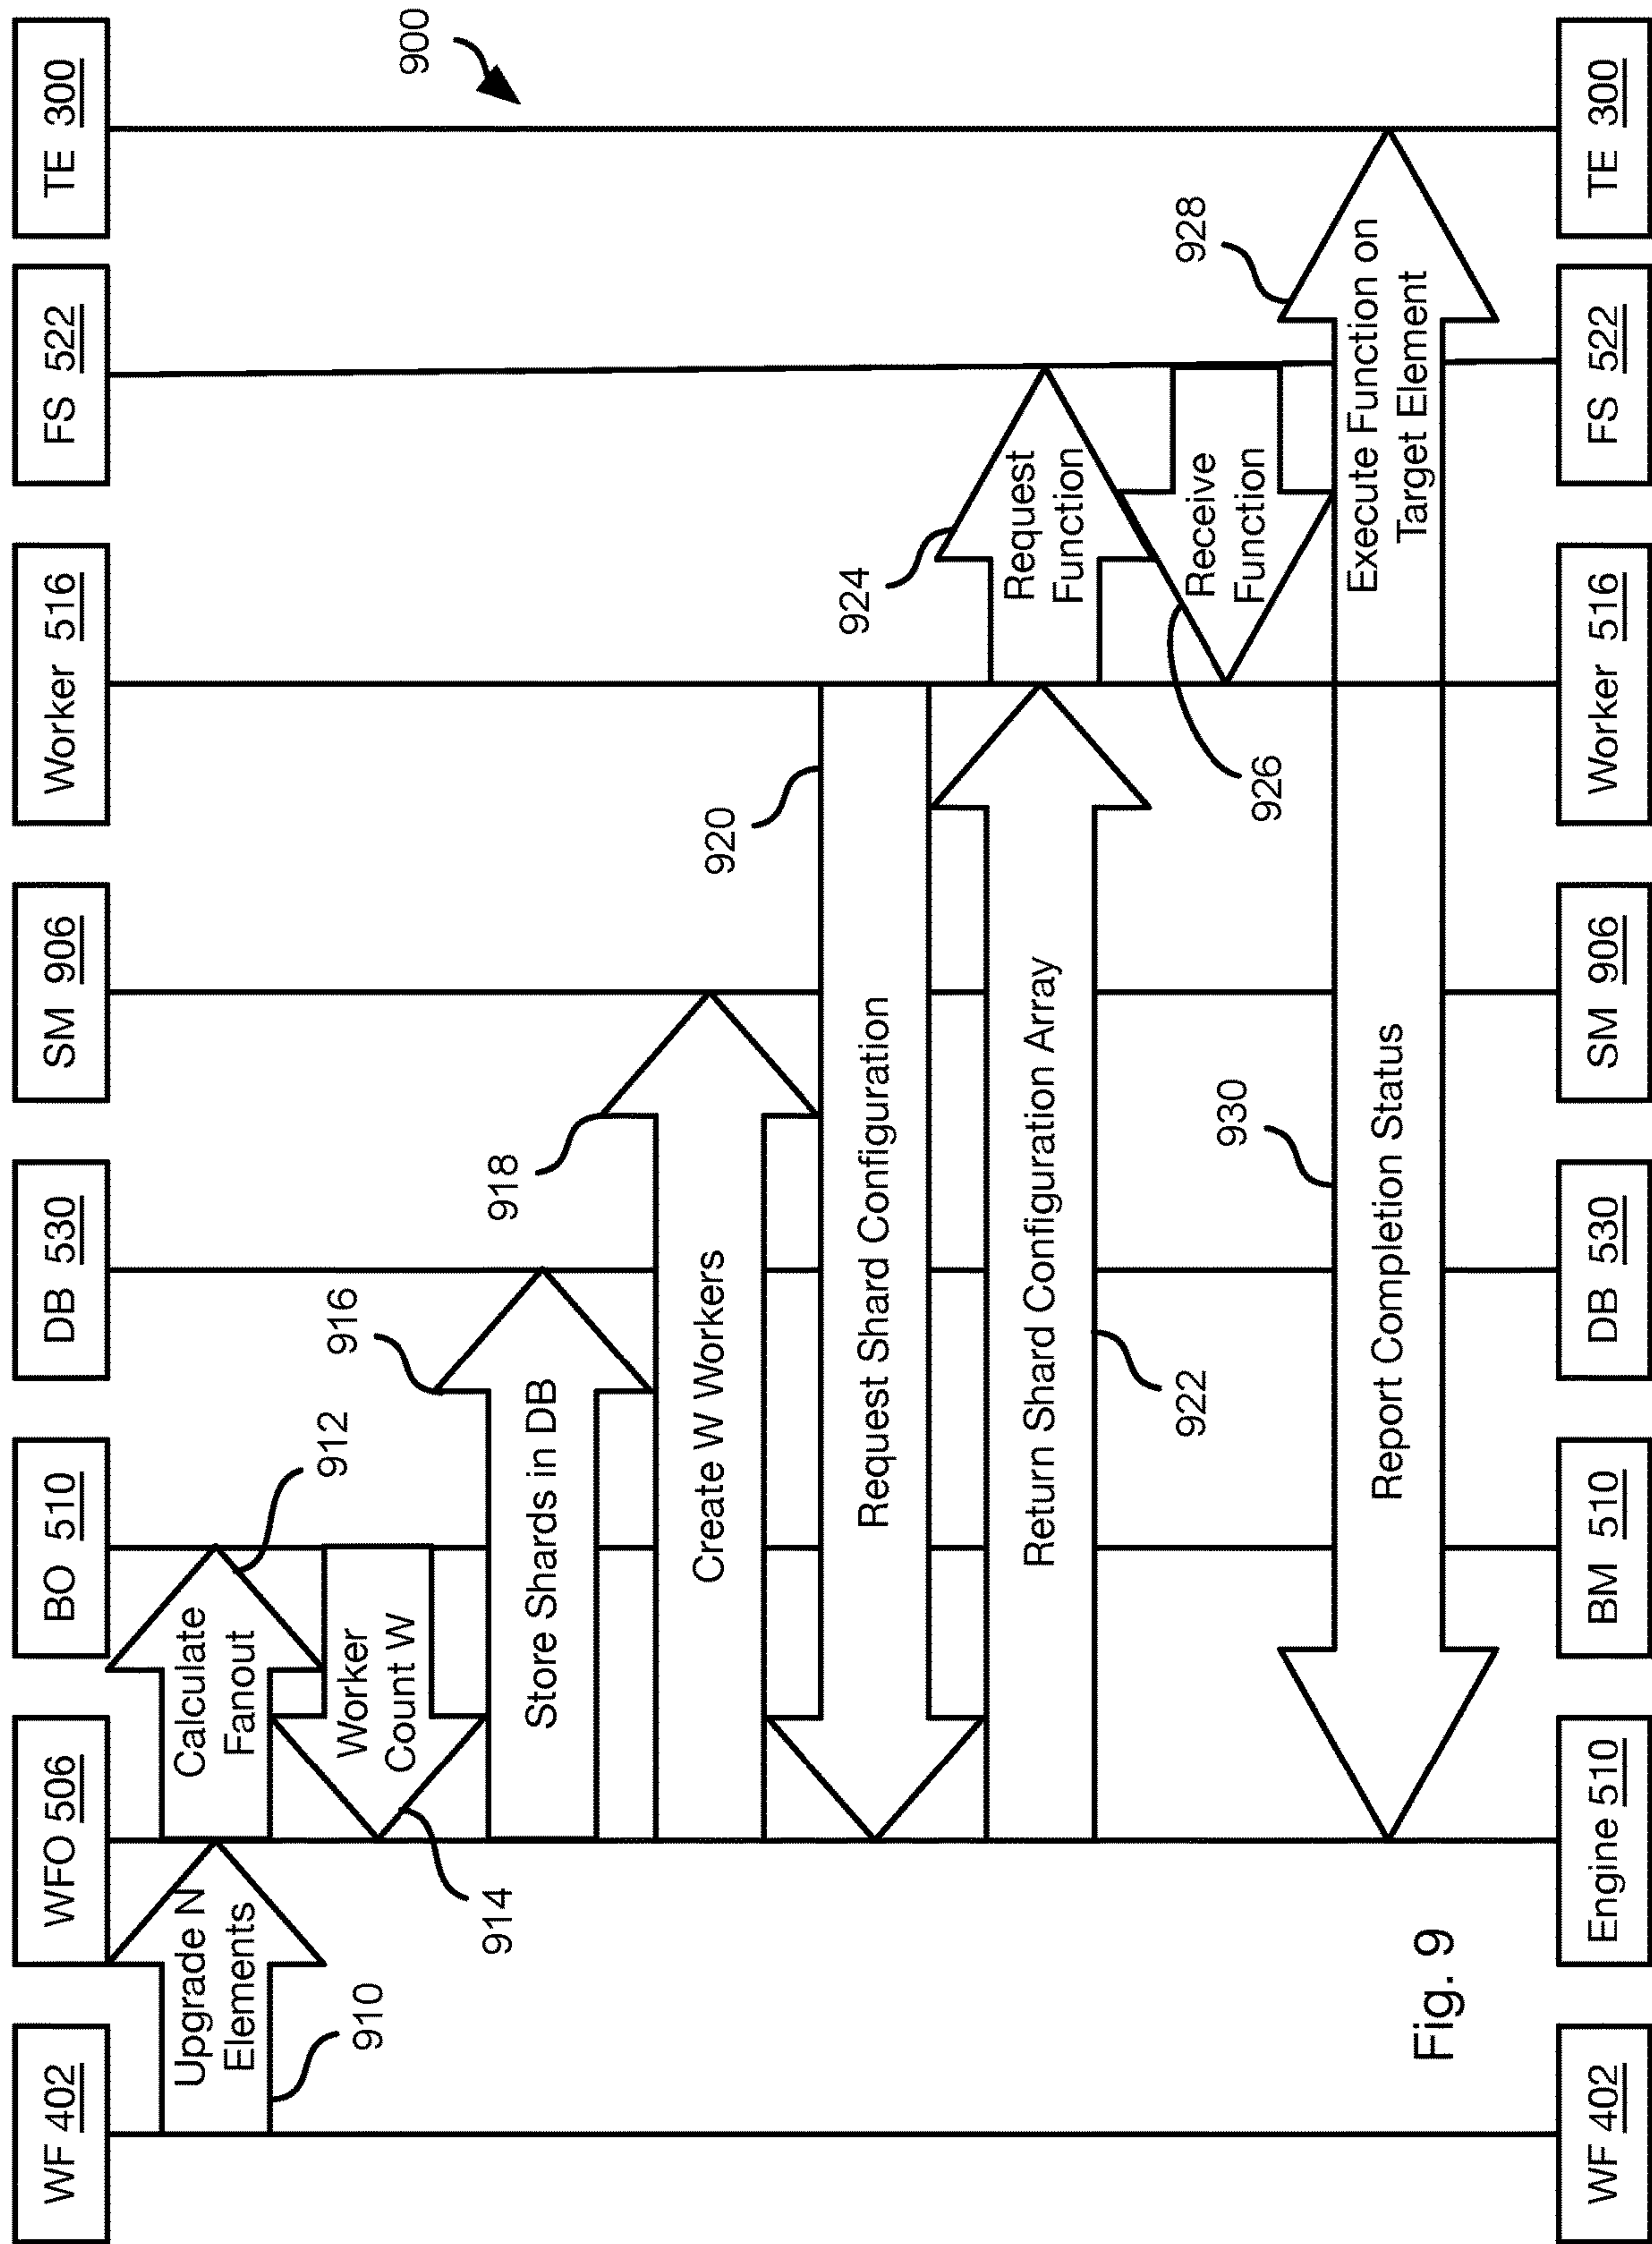 WF 402
WFO 506
BO 510
DB 530
SM 906
Worker 516
FS 522
TE 300
900
Upgrade N
Elements
910
Calculate
Fanout
912
Worker
Count W
914
Store Shards in DB
916
Create W Workers
918
Request Shard Configuration
920
Return Shard Configuration Array
922
Request
Function
924
Receive
Function
926
Execute Function on
Target Element
928
Report Completion Status
930
Fig. 9
WF 402
Engine 510
BM 510
DB 530
SM 906
Worker 516
FS 522
TE 300